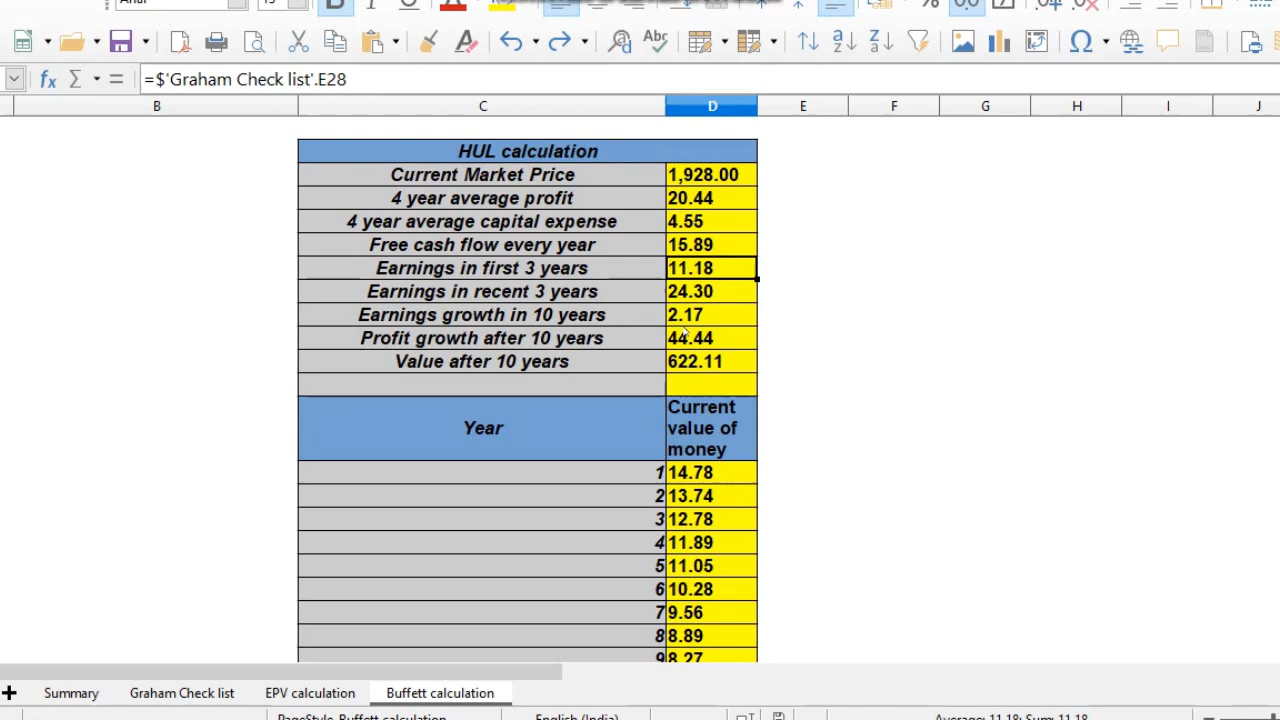 =$'Graham Check list'.E28
B C D E F G H I J
HUL calculation
Current Market Price 1,928.00
4 year average profit 20.44
4 year average capital expense 4.55
Free cash flow every year 15.89
Earnings in first 3 years 11.18
Earnings in recent 3 years 24.30
Earnings growth in 10 years 2.17
Profit growth after 10 years 44.44
Value after 10 years 622.11
Year Current value of money
1 14.78
2 13.74
3 12.78
4 11.89
5 11.05
6 10.28
7 9.56
8 8.89
9 8.27
Summary Graham Check list EPV calculation Buffett calculation
PageStyle_Buffett calculation English (India) Average: 11.18; Sum: 11.18